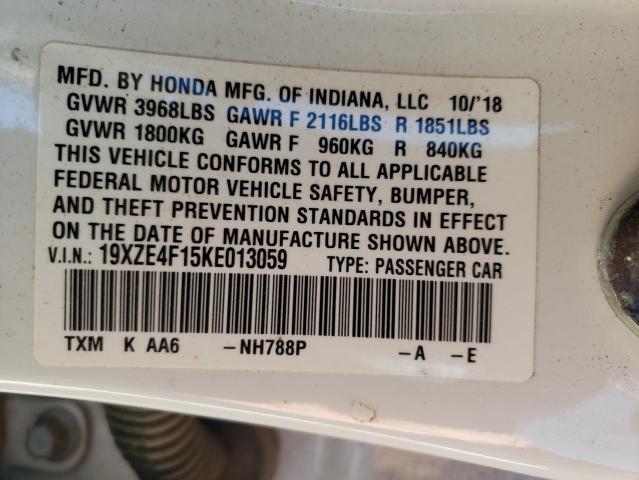 MFD. BY HONDA MFG. OF INDIANA, LLC 10/'18
GVWR 3968LBS GAWR F 2116LBS R 1851LBS
GVWR 1800KG GAWR F 960KG R 840KG
THIS VEHICLE CONFORMS TO ALL APPLICABLE
FEDERAL MOTOR VEHICLE SAFETY, BUMPER,
AND THEFT PREVENTION STANDARDS IN EFFECT
ON THE DATE OF MANUFACTURE SHOWN ABOVE.
V.I.N.: 19XZE4F15KE013059 TYPE: PASSENGER CAR
TXM K AA6 -NH788P -A -E